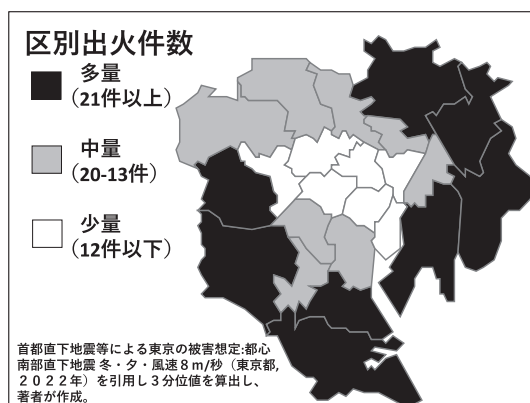 区別出火件数
多量
（21件以上）
中量
（20-13件）
少量
（12件以下）
首都直下地震等による東京の被害想定:都心
南部直下地震 冬・夕・風速８ｍ/秒（東京都,
２０２２年）を引用し３分位値を算出し、
著者が作成。